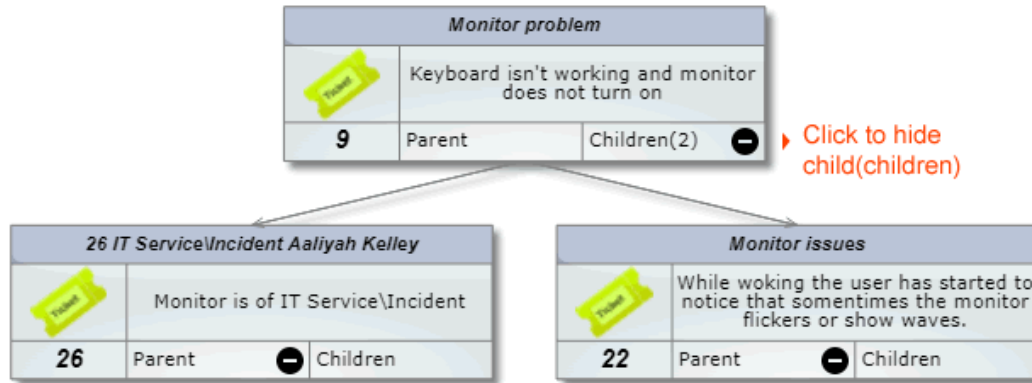 Monitor problem
Ticket
Keyboard isn't working and monitor
does not turn on
9 Parent Children(2)
Click to hide
child(children)
26 IT Service\Incident Aaliyah Kelley
Ticket
Monitor is of IT Service\Incident
26 Parent Children
Monitor issues
Ticket
While woking the user has started to
notice that somentimes the monitor
flickers or show waves.
22 Parent Children